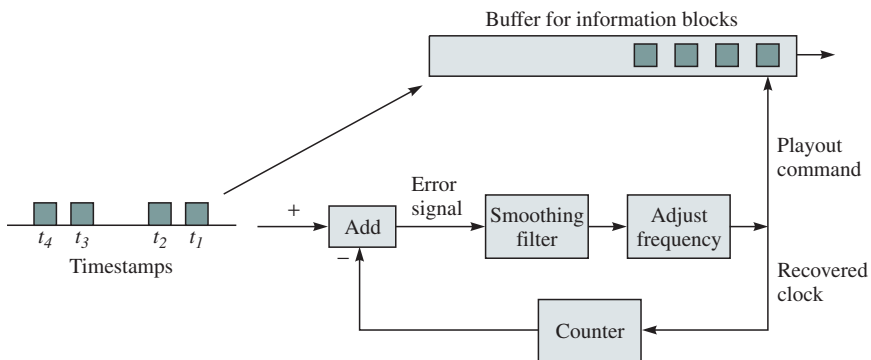 Buffer for information blocks
Playout
command
Error
signal
+
Add
−
Smoothing
filter
Adjust
frequency
t4 t3 t2 t1
Timestamps
Recovered
clock
Counter